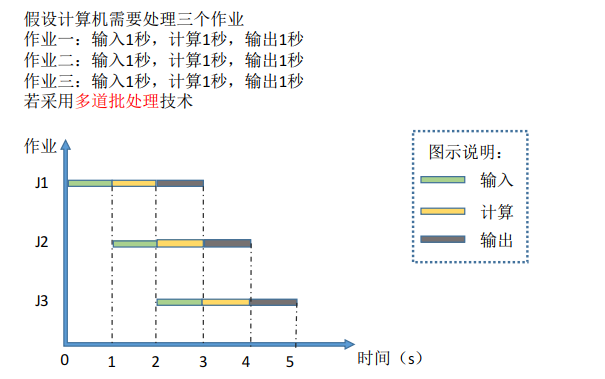 假设计算机需要处理三个作业
作业一：输入1秒，计算1秒，输出1秒
作业二：输入1秒，计算1秒，输出1秒
作业三：输入1秒，计算1秒，输出1秒
若采用多道批处理技术
作业
图示说明：
输入
计算
输出
J1
J2
J3
0 1 2 3 4 5 时间（s）